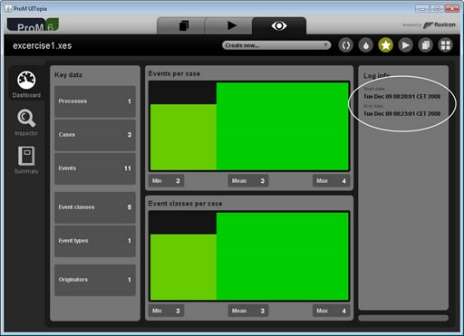 ProM UITopia
ProM 6
powered by fluxicon
excercise1.xes
Create new...
Dashboard
Inspector
Summary
Key data
Processes 1
Cases 3
Events 11
Event classes 5
Event types 1
Originators 1
Events per case
Min 3 Mean 3 Max 4
Event classes per case
Min 3 Mean 3 Max 4
Log info
Start date
Tue Dec 09 08:20:01 CET 2008
End date
Tue Dec 09 08:23:01 CET 2008